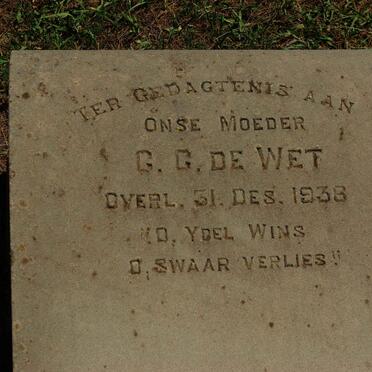 TER GEDAGTENIS AAN
ONSE MOEDER
G. G. DE WET
OVERL. 31. DES. 1938
"O, YDEL WINS
O, SWAAR VERLIES"